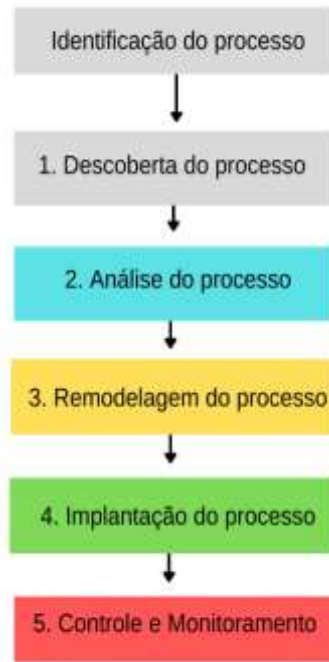 Identificação do processo
1. Descoberta do processo
2. Análise do processo
3. Remodelagem do processo
4. Implantação do processo
5. Controle e Monitoramento